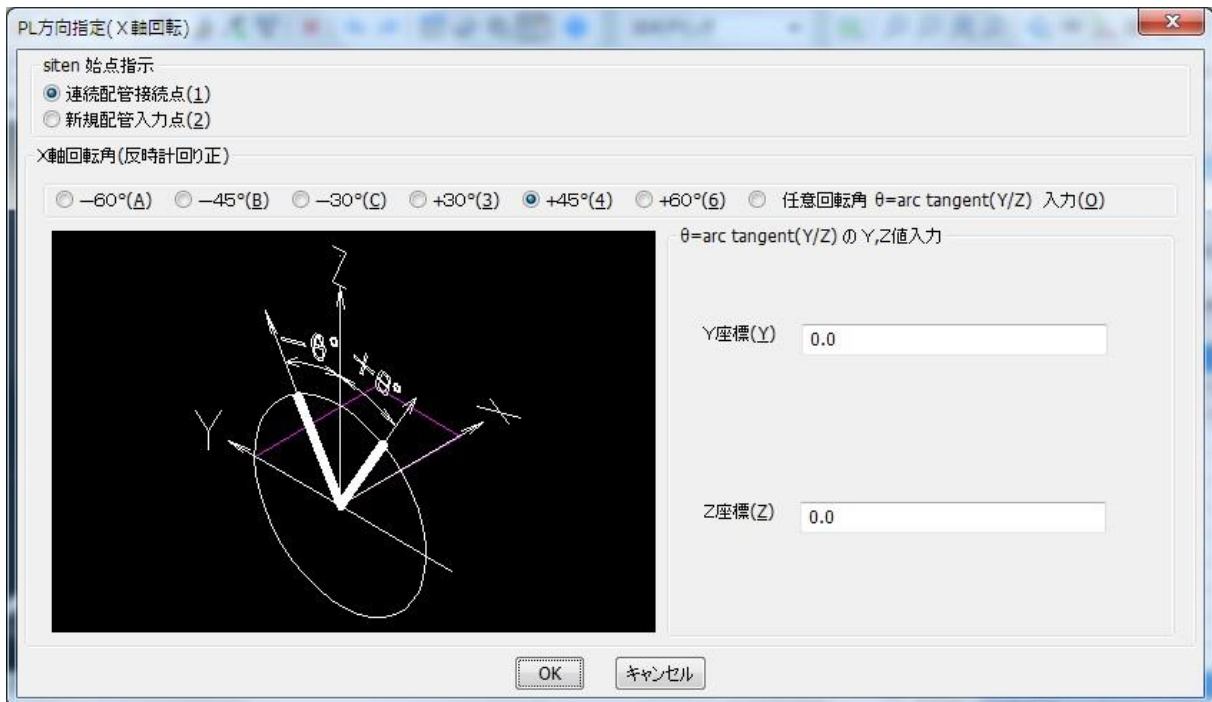 PL方向指定(X軸回転)
siten 始点指示
連続配管接続点(1)
新規配管入力点(2)
X軸回転角(反時計回り正)
−60°(A) −45°(B) −30°(C) +30°(3) +45°(4) +60°(6) 任意回転角 θ=arc tangent(Y/Z) 入力(O)
θ=arc tangent(Y/Z) の Y,Z値入力
Z
−θ° +θ°
Y
X
Y座標(Y) 0.0
Z座標(Z) 0.0
OK キャンセル